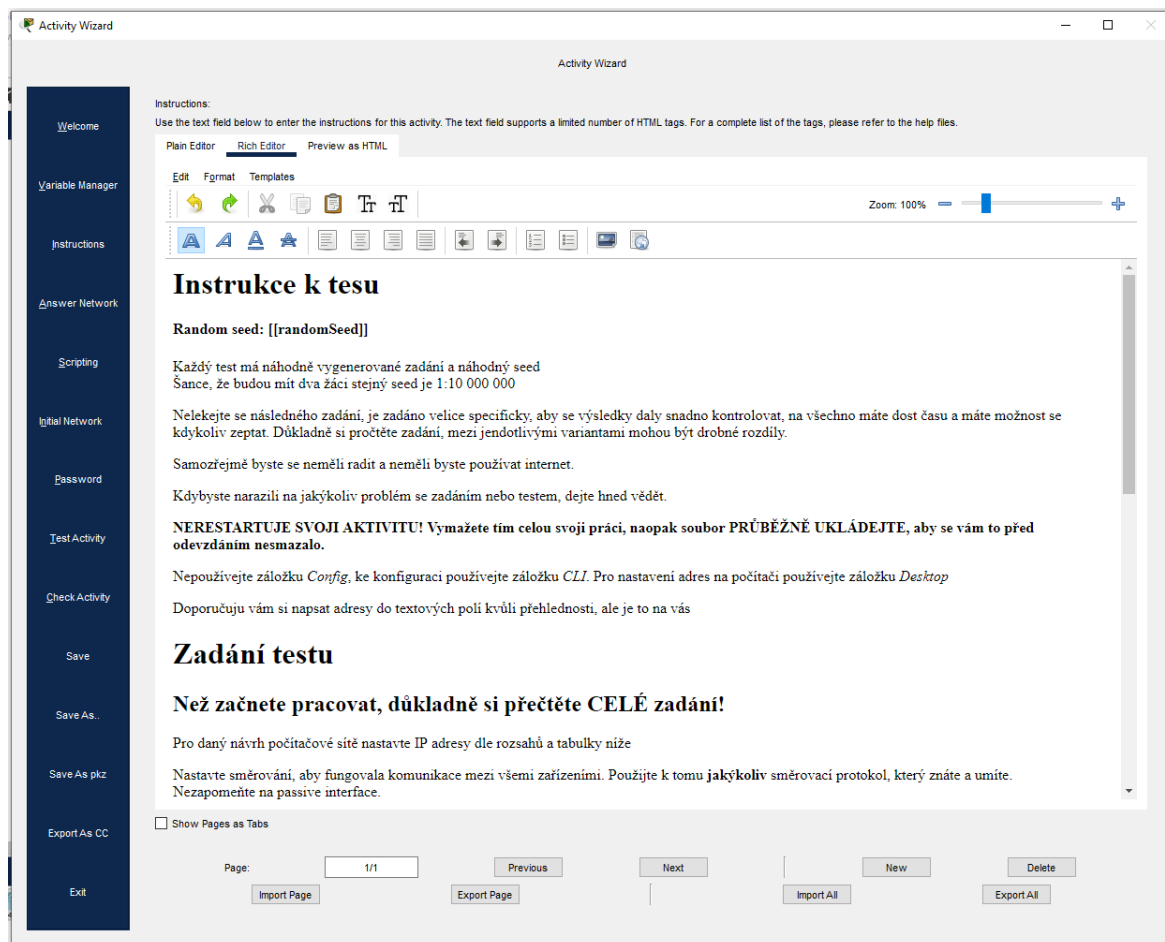 Activity Wizard
Activity Wizard
Welcome
Variable Manager
Instructions
Answer Network
Scripting
Initial Network
Password
Test Activity
Check Activity
Save
Save As..
Save As pkz
Export As CC
Exit
Instructions:
Use the text field below to enter the instructions for this activity. The text field supports a limited number of HTML tags. For a complete list of the tags, please refer to the help files.
Plain Editor Rich Editor Preview as HTML
Edit Format Templates
Zoom: 100%
Instrukce k tesu
Random seed: [[randomSeed]]
Každý test má náhodně vygenerované zadání a náhodný seed
Šance, že budou mít dva žáci stejný seed je 1:10 000 000
Nelekejte se následného zadání, je zadáno velice specificky, aby se výsledky daly snadno kontrolovat, na všechno máte dost času a máte možnost se
kdykoliv zeptat. Důkladně si pročtěte zadání, mezi jendotlivými variantami mohou být drobné rozdíly.
Samozřejmě byste se neměli radit a neměli byste používat internet.
Kdybyste narazili na jakýkoliv problém se zadáním nebo testem, dejte hned vědět.
NERESTARTUJE SVOJI AKTIVITU! Vymažete tím celou svoji práci, naopak soubor PRŮBĚŽNĚ UKLÁDEJTE, aby se vám to před
odevzdáním nesmazalo.
Nepoužívejte záložku Config, ke konfiguraci používejte záložku CLI. Pro nastavení adres na počítači používejte záložku Desktop
Doporučuju vám si napsat adresy do textových polí kvůli přehlednosti, ale je to na vás
Zadání testu
Než začnete pracovat, důkladně si přečtěte CELÉ zadání!
Pro daný návrh počítačové sítě nastavte IP adresy dle rozsahů a tabulky níže
Nastavte směrování, aby fungovala komunikace mezi všemi zařízeními. Použijte k tomu jakýkoliv směrovací protokol, který znáte a umíte.
Nezapomeňte na passive interface.
Show Pages as Tabs
Page: 1/1 Previous Next New Delete
Import Page Export Page Import All Export All